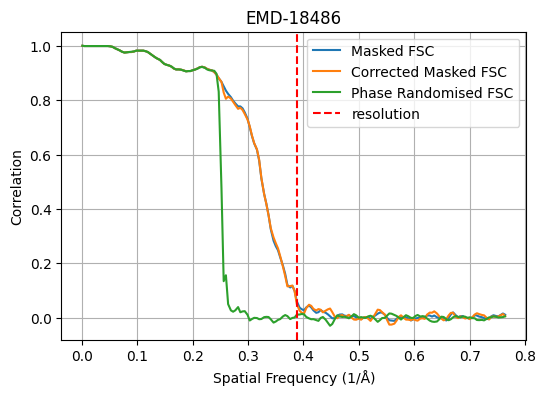 EMD-18486
Masked FSC
Corrected Masked FSC
Phase Randomised FSC
resolution
Correlation
1.0
0.8
0.6
0.4
0.2
0.0
0.0 0.1 0.2 0.3 0.4 0.5 0.6 0.7 0.8
Spatial Frequency (1/Å)